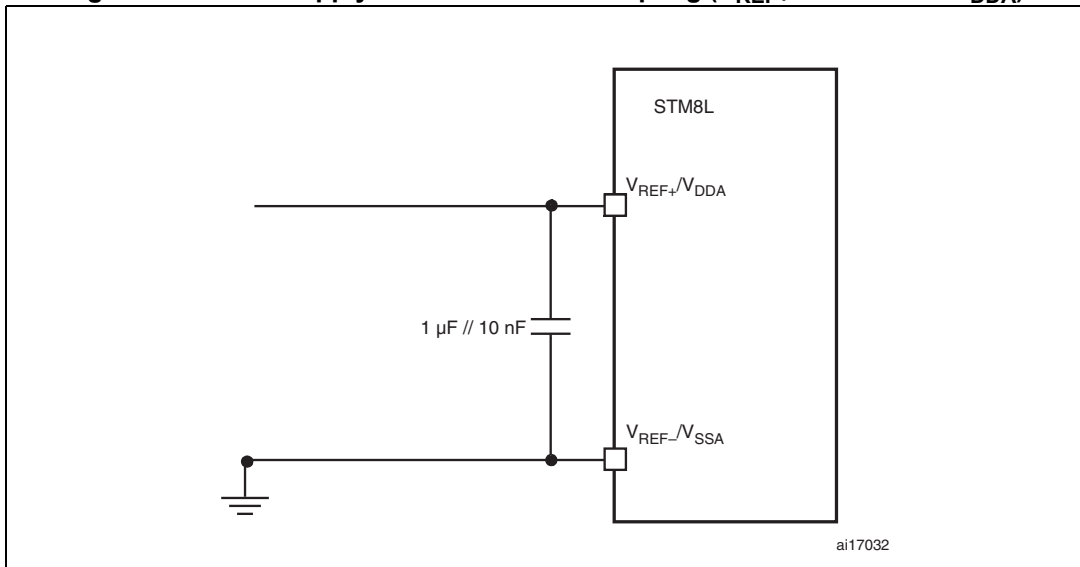 STM8L
VREF+/VDDA
1 µF // 10 nF
VREF–/VSSA
ai17032